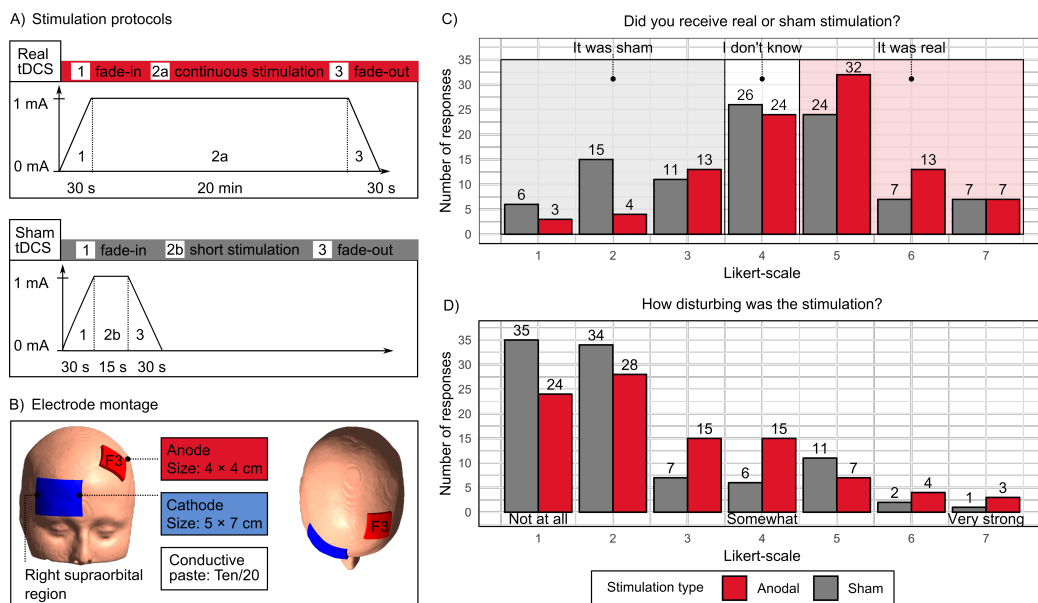 A) Stimulation protocols
Real
tDCS
1 fade-in 2a continuous stimulation 3 fade-out
1 mA
0 mA
1 2a 3
30 s 20 min 30 s
Sham
tDCS
1 fade-in 2b short stimulation 3 fade-out
1 mA
0 mA
1 2b 3
30 s 15 s 30 s
B) Electrode montage
F3
Anode
Size: 4 × 4 cm
Cathode
Size: 5 × 7 cm
Conductive
paste: Ten/20
Right supraorbital
region
F3
C) Did you receive real or sham stimulation?
It was sham I don't know It was real
Number of responses
35
30
25
20
15
10
5
0
6 3 15 4 11 13 26 24 24 32 7 13 7 7
1 2 3 4 5 6 7
Likert-scale
D) How disturbing was the stimulation?
Number of responses
35
30
25
20
15
10
5
0
35 24 34 28 7 15 6 15 11 7 2 4 1 3
Not at all Somewhat Very strong
1 2 3 4 5 6 7
Likert-scale
Stimulation type Anodal Sham